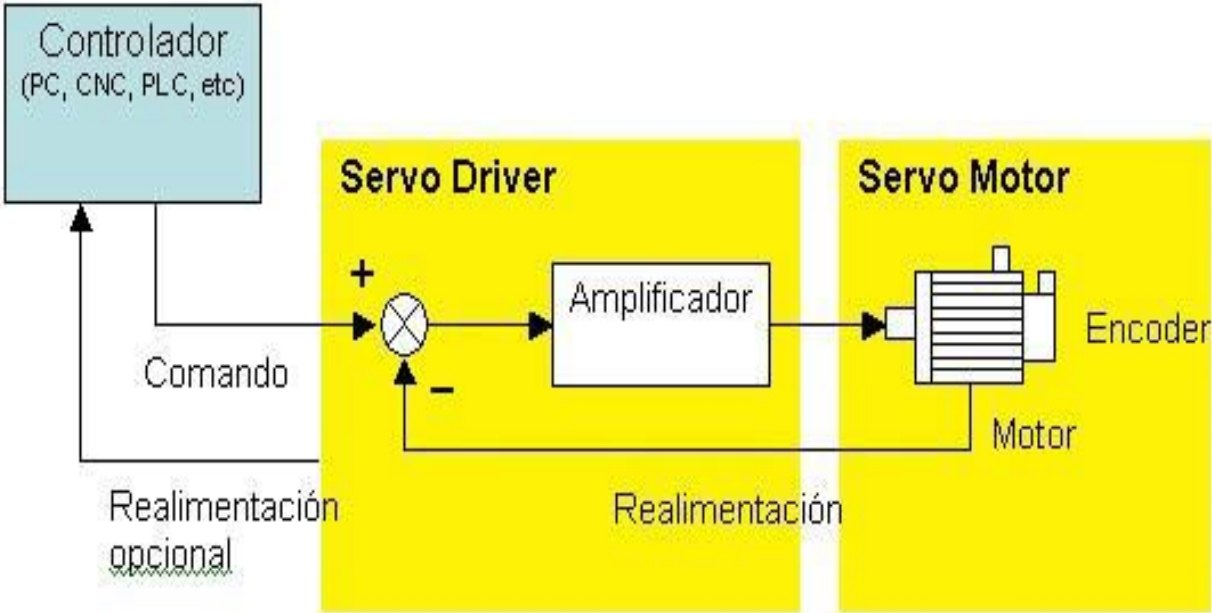 Controlador
(PC, CNC, PLC, etc)
Servo Driver
Servo Motor
+
Amplificador
Encoder
Comando
–
Motor
Realimentación
opcional
Realimentación